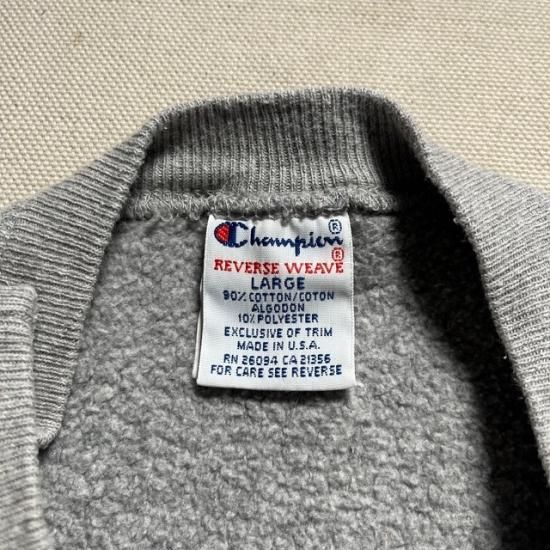 Champion®
REVERSE WEAVE®
LARGE
90% COTTON/COTON
ALGODON
10% POLYESTER
EXCLUSIVE OF TRIM
MADE IN U.S.A.
RN 26094 CA 21356
FOR CARE SEE REVERSE